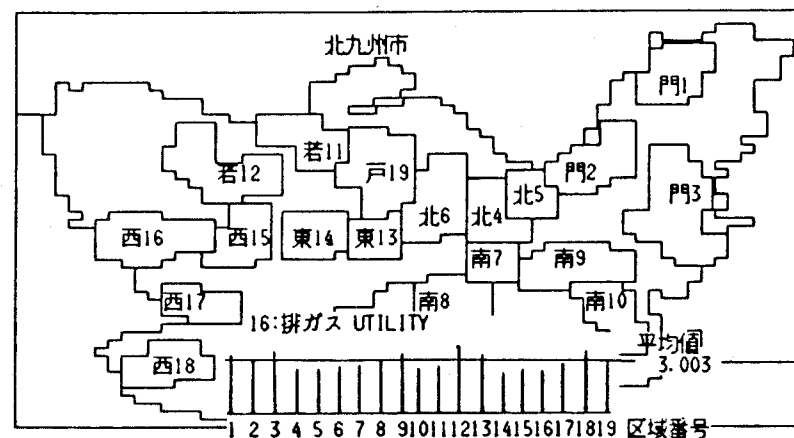 北九州市
門1
若11
若12
戸19
門2
北5
門3
北6
北4
西16
西15
東14
東13
南7
南9
西17
南8
南10
16:排ガス UTILITY
西18
平均値
3.003
1 2 3 4 5 6 7 8 9 10 11 12 13 14 15 16 17 18 19 区域番号